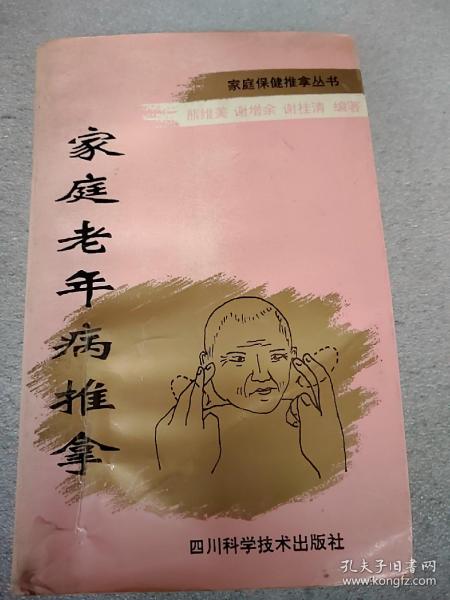 家庭保健推拿丛书
熊维美 谢增余 谢桂清 编著
家庭老年病推拿
四川科学技术出版社
孔夫子旧书网
www.kongfz.com